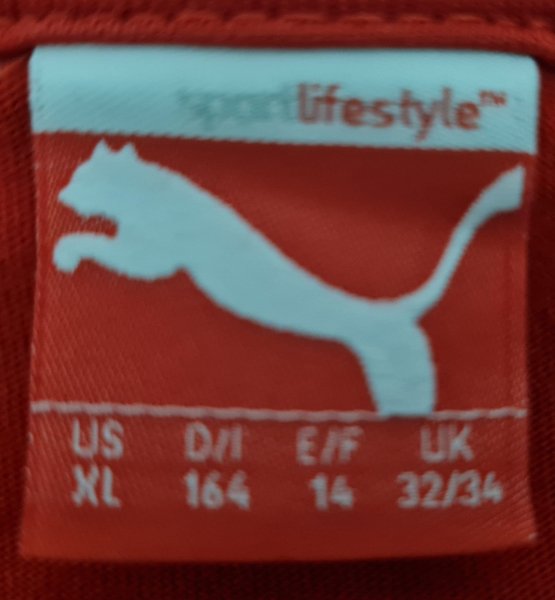 sportlifestyle™
US D/I E/F UK
XL 164 14 32/34